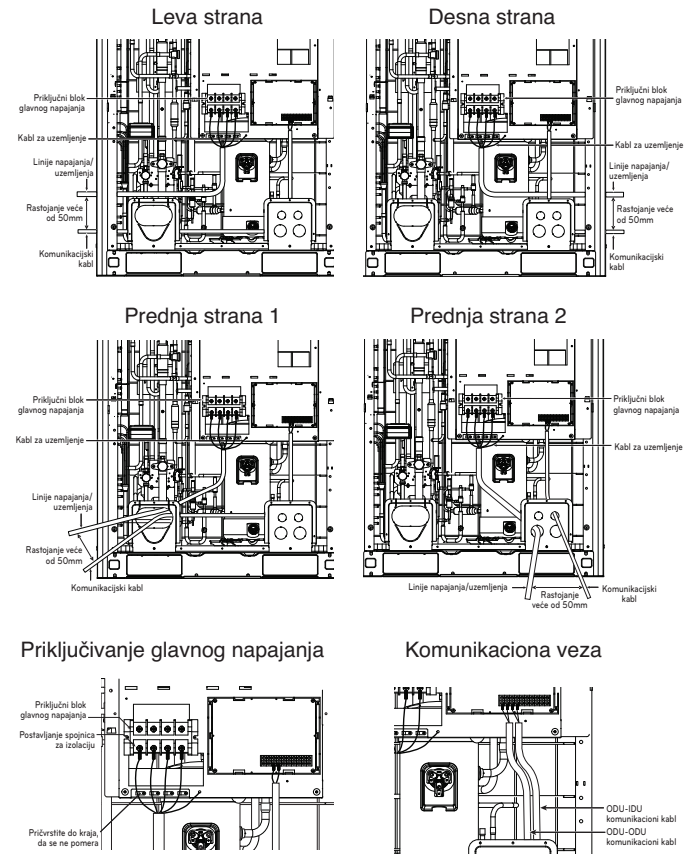 Leva strana
Priključni blok
glavnog napajanja
Kabl za uzemljenje
Linije napajanja/
uzemljenja
Rastojanje veće
od 50mm
Komunikacijski
kabl
Desna strana
Priključni blok
glavnog napajanja
Kabl za uzemljenje
Linije napajanja/
uzemljenja
Rastojanje veće
od 50mm
Komunikacijski
kabl
Prednja strana 1
Priključni blok
glavnog napajanja
Kabl za uzemljenje
Linije napajanja/
uzemljenja
Rastojanje veće
od 50mm
Komunikacijski kabl
Prednja strana 2
Priključni blok
glavnog napajanja
Kabl za uzemljenje
Linije napajanja/uzemljenja
Rastojanje
veće od 50mm
Komunikacijski
kabl
Priključivanje glavnog napajanja
Priključni blok
glavnog napajanja
Postavljanje spojnica
za izolaciju
Pričvrstite do kraja,
da se ne pomera
Komunikaciona veza
ODU-IDU
komunikacioni kabl
ODU-ODU
komunikacioni kabl